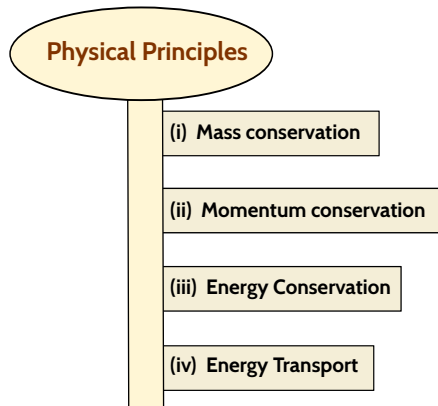 Physical Principles
(i) Mass conservation
(ii) Momentum conservation
(iii) Energy Conservation
(iv) Energy Transport